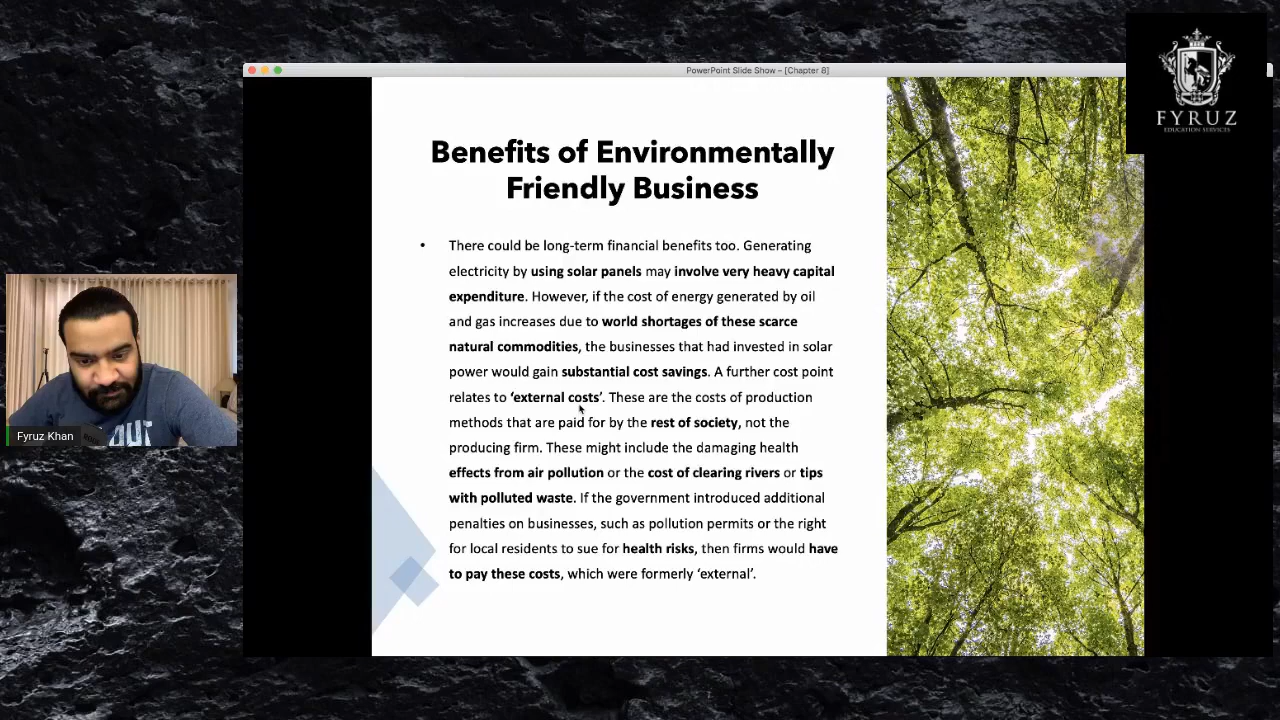 PowerPoint Slide Show – [Chapter 8]
FYRUZ
EDUCATION SERVICES
Benefits of Environmentally
Friendly Business
• There could be long-term financial benefits too. Generating
electricity by using solar panels may involve very heavy capital
expenditure. However, if the cost of energy generated by oil
and gas increases due to world shortages of these scarce
natural commodities, the businesses that had invested in solar
power would gain substantial cost savings. A further cost point
relates to ‘external costs’. These are the costs of production
methods that are paid for by the rest of society, not the
producing firm. These might include the damaging health
effects from air pollution or the cost of clearing rivers or tips
with polluted waste. If the government introduced additional
penalties on businesses, such as pollution permits or the right
for local residents to sue for health risks, then firms would have
to pay these costs, which were formerly ‘external’.
Fyruz Khan
OUT